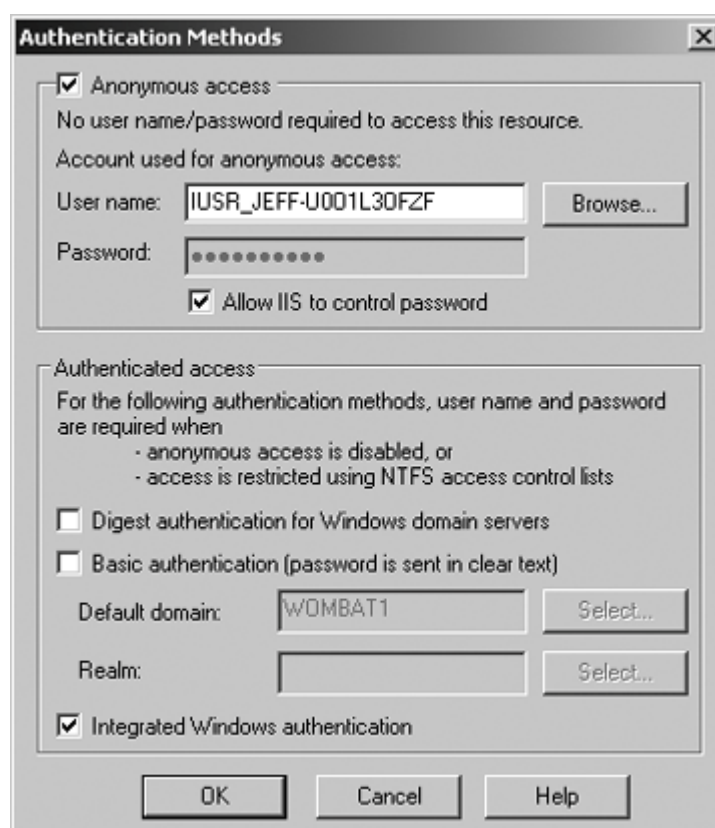 Authentication Methods
Anonymous access
No user name/password required to access this resource.
Account used for anonymous access:
User name: IUSR_JEFF-U001L3OFZF Browse...
Password: ●●●●●●●●●●
Allow IIS to control password
Authenticated access
For the following authentication methods, user name and password
are required when
- anonymous access is disabled, or
- access is restricted using NTFS access control lists
Digest authentication for Windows domain servers
Basic authentication (password is sent in clear text)
Default domain: WOMBAT1 Select...
Realm: Select...
Integrated Windows authentication
OK Cancel Help